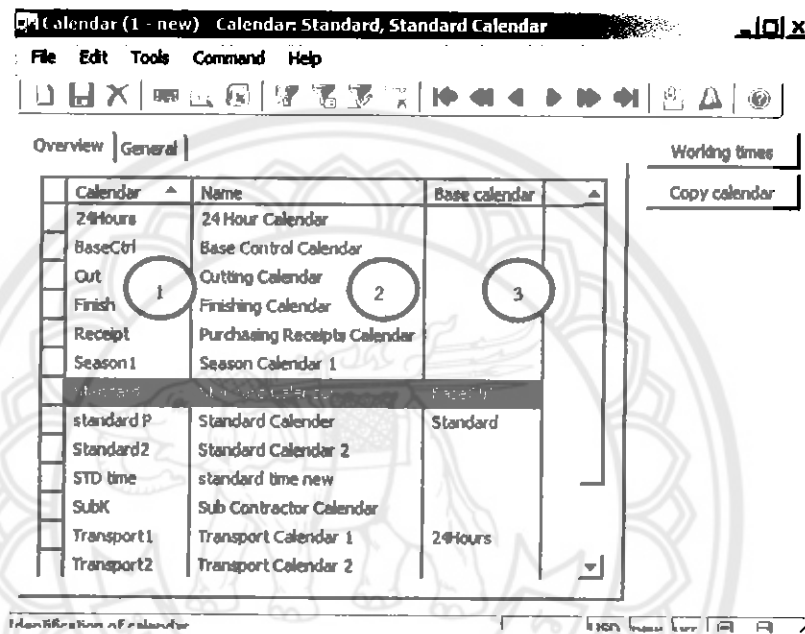 Calendar (1 - new) Calendar: Standard, Standard Calendar
File Edit Tools Command Help
Overview General
Working times
Copy calendar
Calendar Name Base calendar
24Hours 24 Hour Calendar
BaseCtrl Base Control Calendar
Cut Cutting Calendar
Finish Finishing Calendar
1 2 3
Receipt Purchasing Receipts Calendar
Season1 Season Calendar 1
Standard Standard Calendar
standard P Standard Calender Standard
Standard2 Standard Calendar 2
STD time standard time new
SubK Sub Contractor Calendar
Transport1 Transport Calendar 1 24Hours
Transport2 Transport Calendar 2
Identification of calendar
USD